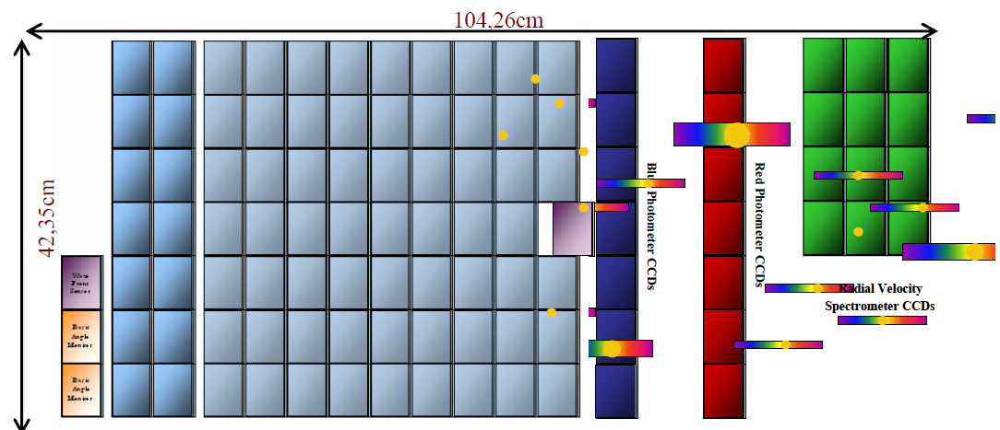 104,26cm
42,35cm
Wave
Front
Sensor
Basic
Angle
Monitor
Basic
Angle
Monitor
Blue Photometer CCDs
Red Photometer CCDs
Radial Velocity
Spectrometer CCDs